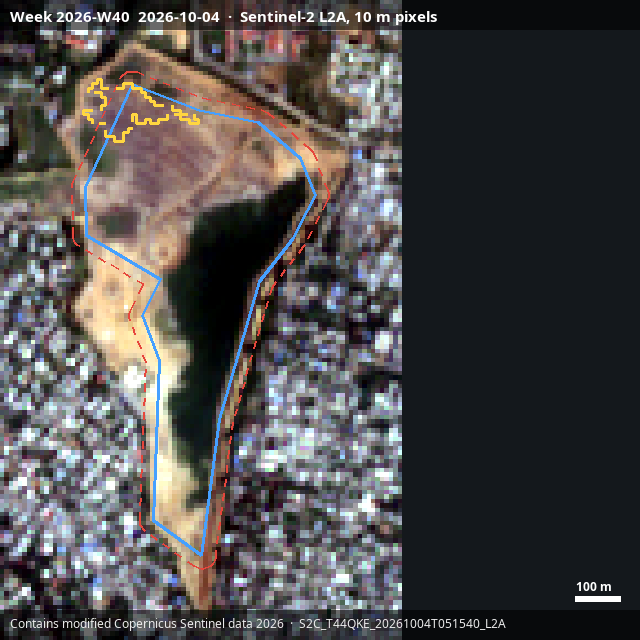 Week 2026-W40 2026-10-04 · Sentinel-2 L2A, 10 m pixels
100 m
Contains modified Copernicus Sentinel data 2026 · S2C_T44QKE_20261004T051540_L2A